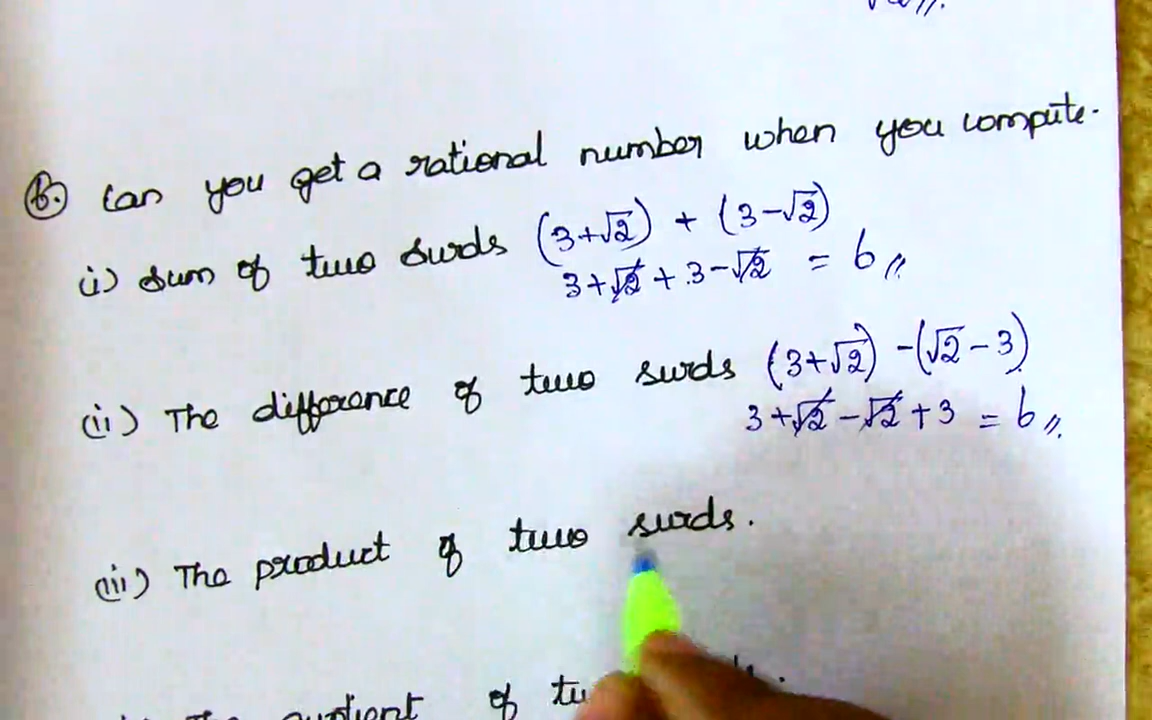 6. Can you get a rational number when you compute.
(i) sum of two surds (3+√2) + (3-√2)
3+√2+3-√2 = 6//
(ii) The difference of two surds (3+√2) -(√2-3)
3+√2-√2+3 = 6//.
(iii) The product of two surds.
quotient of